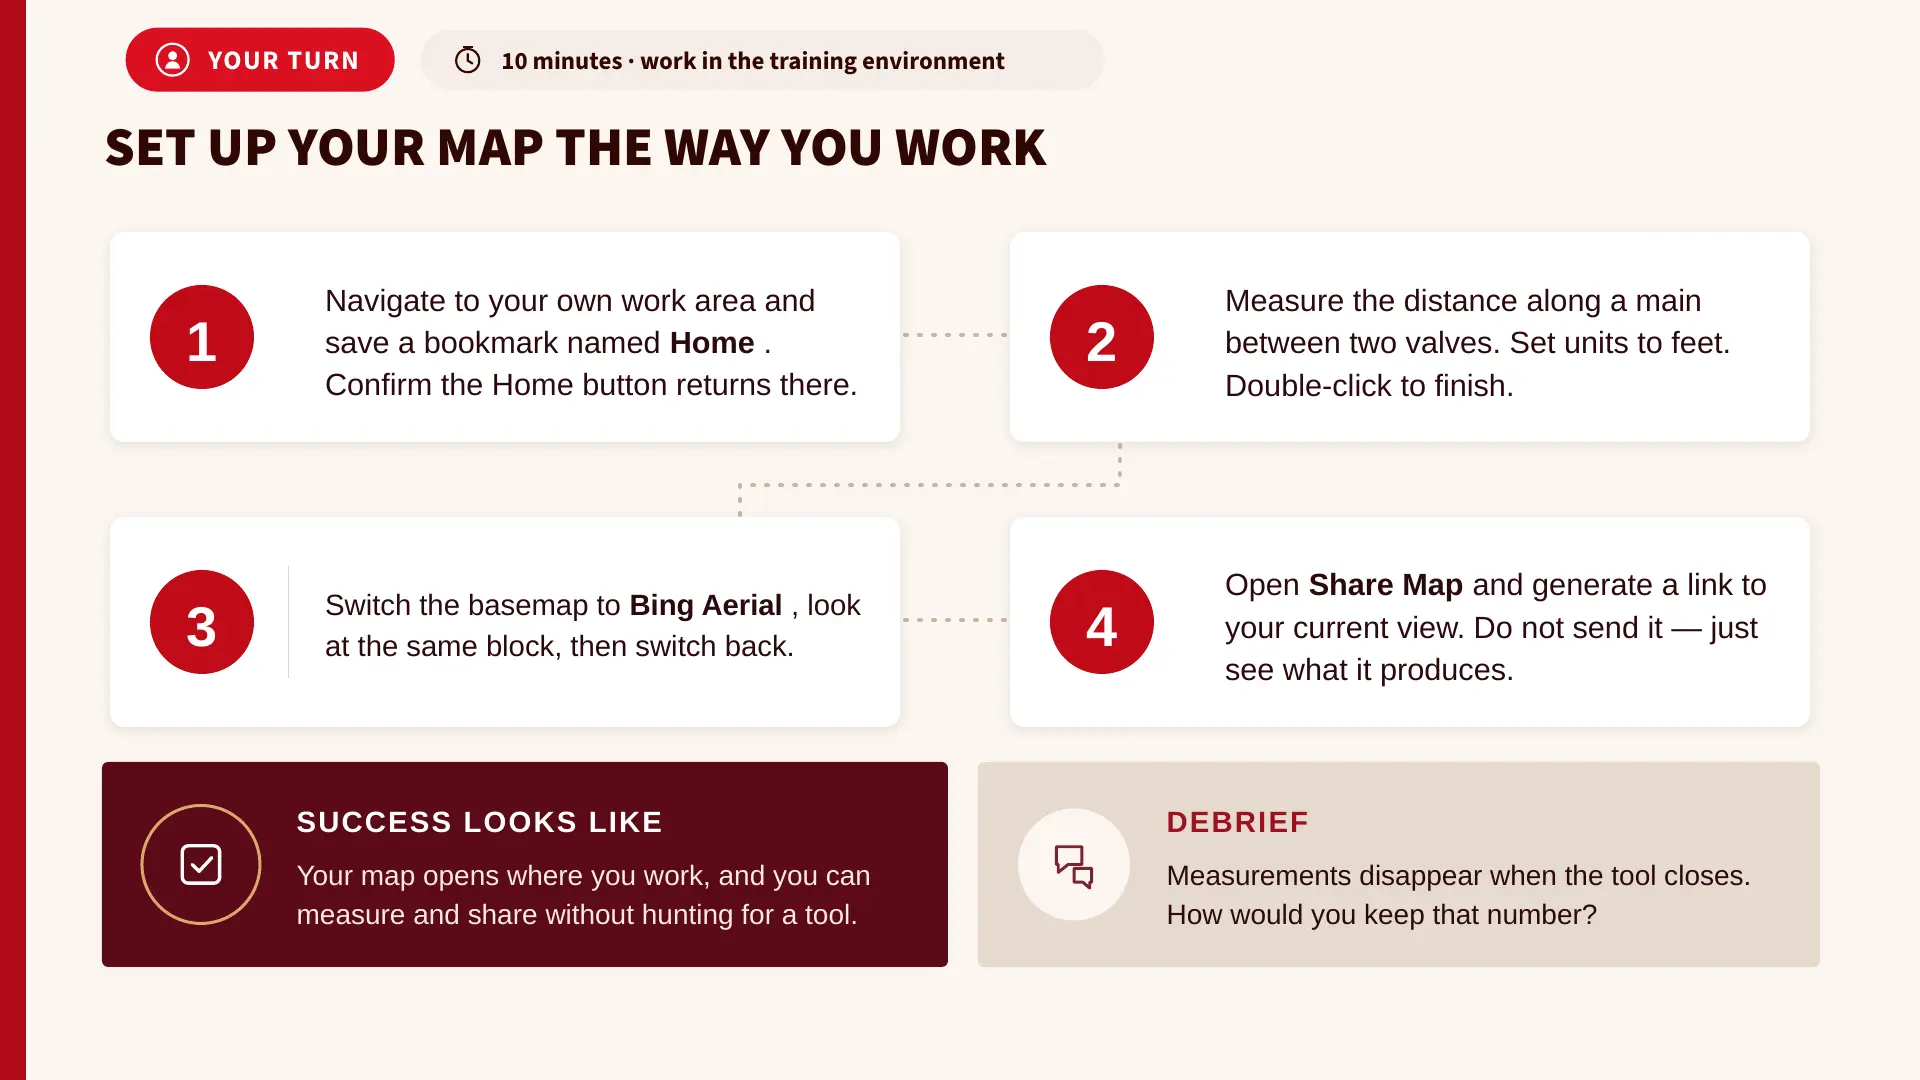 YOUR TURN
10 minutes · work in the training environment
SET UP YOUR MAP THE WAY YOU WORK
1
Navigate to your own work area and
save a bookmark named Home .
Confirm the Home button returns there.
2
Measure the distance along a main
between two valves. Set units to feet.
Double-click to finish.
3
Switch the basemap to Bing Aerial , look
at the same block, then switch back.
4
Open Share Map and generate a link to
your current view. Do not send it — just
see what it produces.
SUCCESS LOOKS LIKE
Your map opens where you work, and you can
measure and share without hunting for a tool.
DEBRIEF
Measurements disappear when the tool closes.
How would you keep that number?